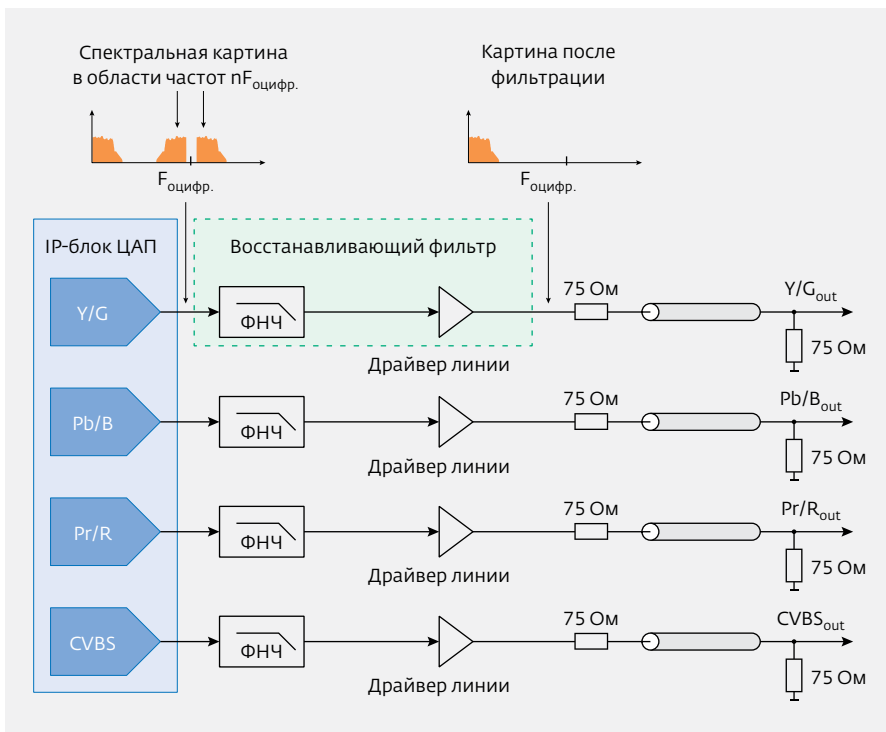 Спектральная картина
в области частот nFоцифр.
Картина после
фильтрации
Fоцифр.
Fоцифр.
IP-блок ЦАП
Восстанавливающий фильтр
Y/G
ФНЧ
Драйвер линии
75 Ом
Y/Gout
75 Ом
Pb/B
ФНЧ
Драйвер линии
75 Ом
Pb/Bout
75 Ом
Pr/R
ФНЧ
Драйвер линии
75 Ом
Pr/Rout
75 Ом
CVBS
ФНЧ
Драйвер линии
75 Ом
CVBSout
75 Ом